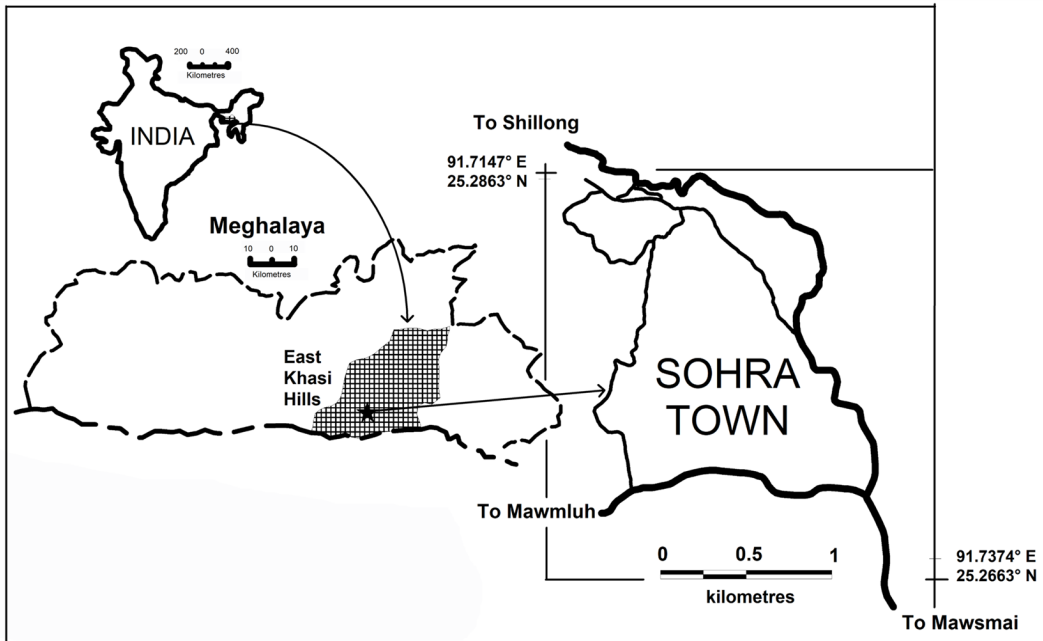 200 0 400
Kilometres
INDIA
To Shillong
91.7147° E
25.2863° N
Meghalaya
10 0 10
Kilometres
East
Khasi
Hills
SOHRA
TOWN
To Mawmluh
0 0.5 1
kilometres
91.7374° E
25.2663° N
To Mawsmai